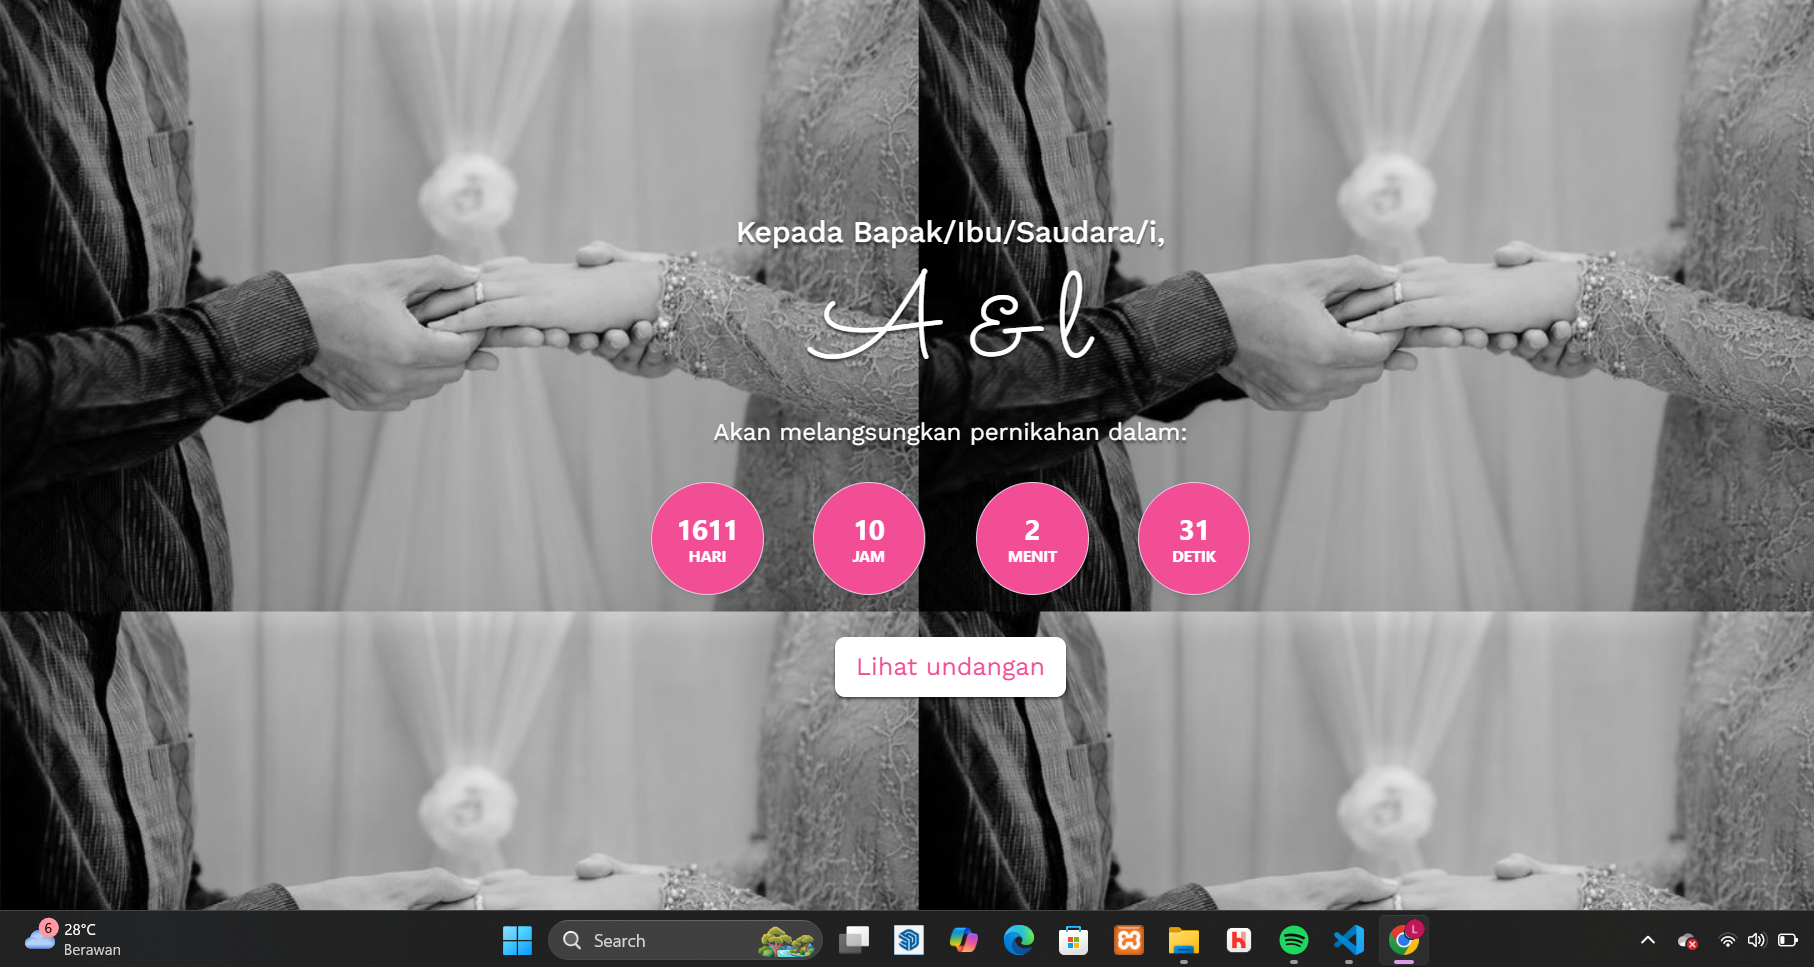 Kepada Bapak/Ibu/Saudara/i,
A & l
Akan melangsungkan pernikahan dalam:
1611
HARI
10
JAM
2
MENIT
31
DETIK
Lihat undangan
6
28°C
Berawan
Search
L